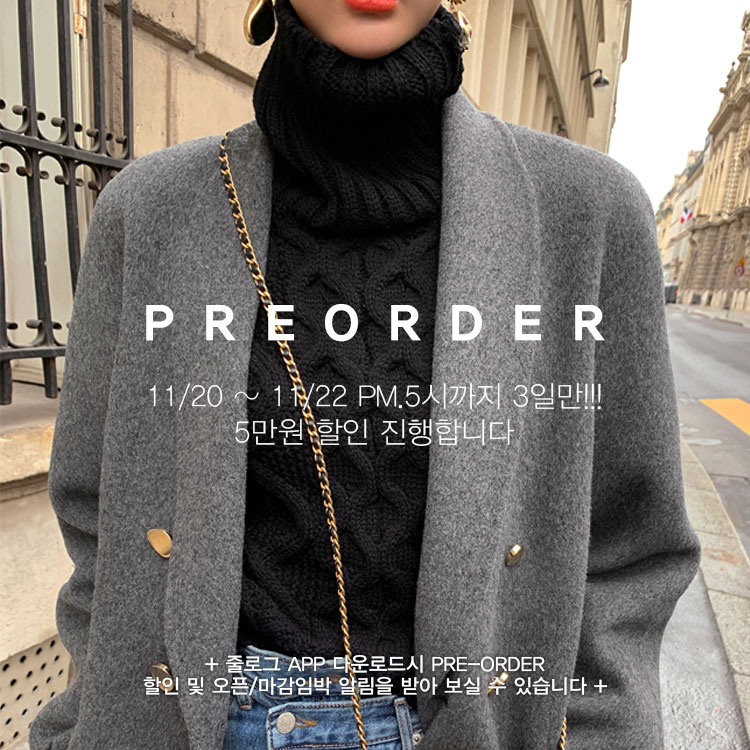 PREORDER
11/20 ~ 11/22 PM.5시까지 3일만!!!
5만원 할인 진행합니다
+ 줄로그 APP 다운로드시 PRE-ORDER
할인 및 오픈/마감임박 알림을 받아 보실 수 있습니다 +